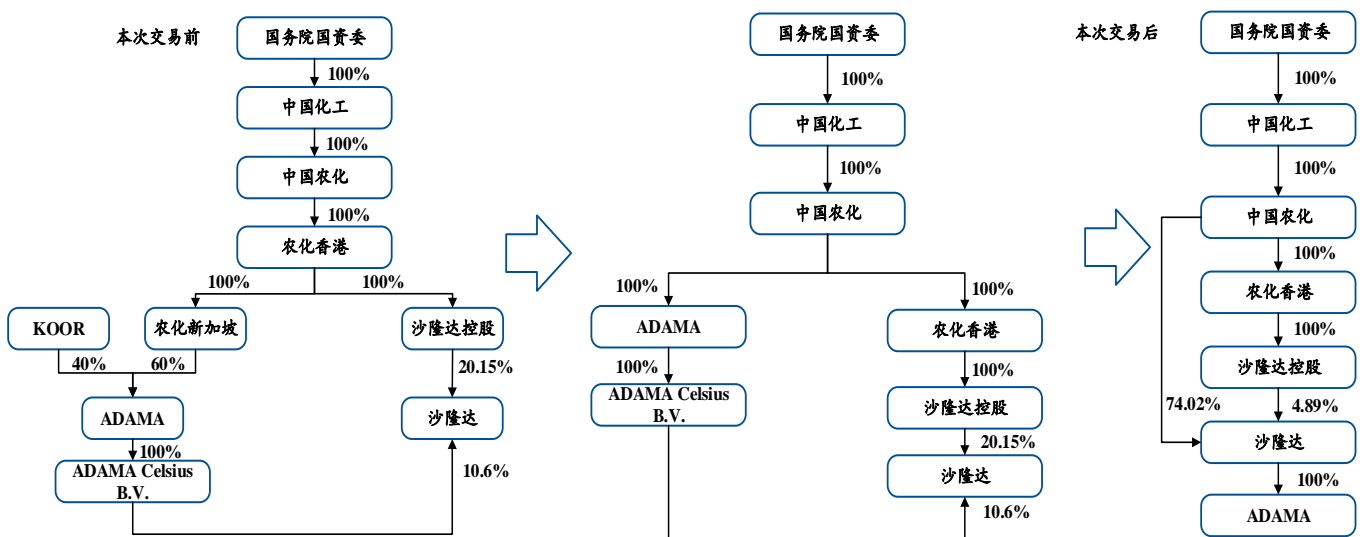 本次交易前
国务院国资委
100%
中国化工
100%
中国农化
100%
农化香港
100%
100%
KOOR
农化新加坡
沙隆达控股
40%
60%
20.15%
ADAMA
沙隆达
100%
10.6%
ADAMA Celsius
B.V.
国务院国资委
100%
中国化工
100%
中国农化
100%
100%
ADAMA
农化香港
100%
100%
ADAMA Celsius
B.V.
沙隆达控股
20.15%
沙隆达
10.6%
本次交易后
国务院国资委
100%
中国化工
100%
中国农化
100%
农化香港
100%
沙隆达控股
74.02%
4.89%
沙隆达
100%
ADAMA